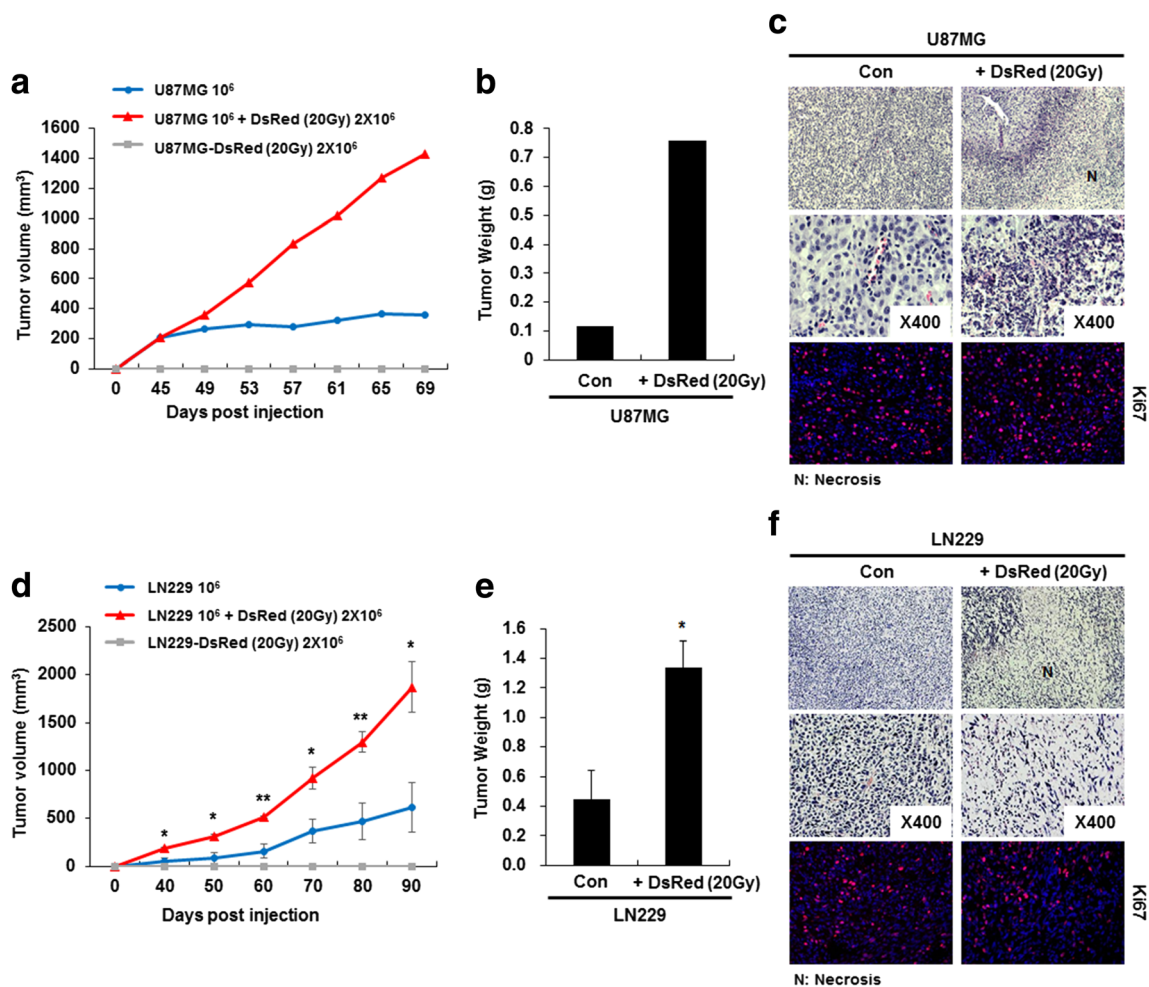 a
U87MG 10⁶
U87MG 10⁶ + DsRed (20Gy) 2X10⁶
U87MG-DsRed (20Gy) 2X10⁶
Tumor volume (mm³)
1600
1400
1200
1000
800
600
400
200
0
0 45 49 53 57 61 65 69
Days post injection
b
Tumor Weight (g)
0.8
0.7
0.6
0.5
0.4
0.3
0.2
0.1
0
Con + DsRed (20Gy)
U87MG
c
U87MG
Con + DsRed (20Gy)
N
X400 X400
Ki67
N: Necrosis
d
LN229 10⁶
LN229 10⁶ + DsRed (20Gy) 2X10⁶
LN229-DsRed (20Gy) 2X10⁶
Tumor volume (mm³)
2500
2000
1500
1000
500
0
* * ** * ** *
0 40 50 60 70 80 90
Days post injection
e
Tumor Weight (g)
1.6
1.4
1.2
1.0
0.8
0.6
0.4
0.2
0.0
*
Con + DsRed (20Gy)
LN229
f
LN229
Con + DsRed (20Gy)
N
X400 X400
Ki67
N: Necrosis